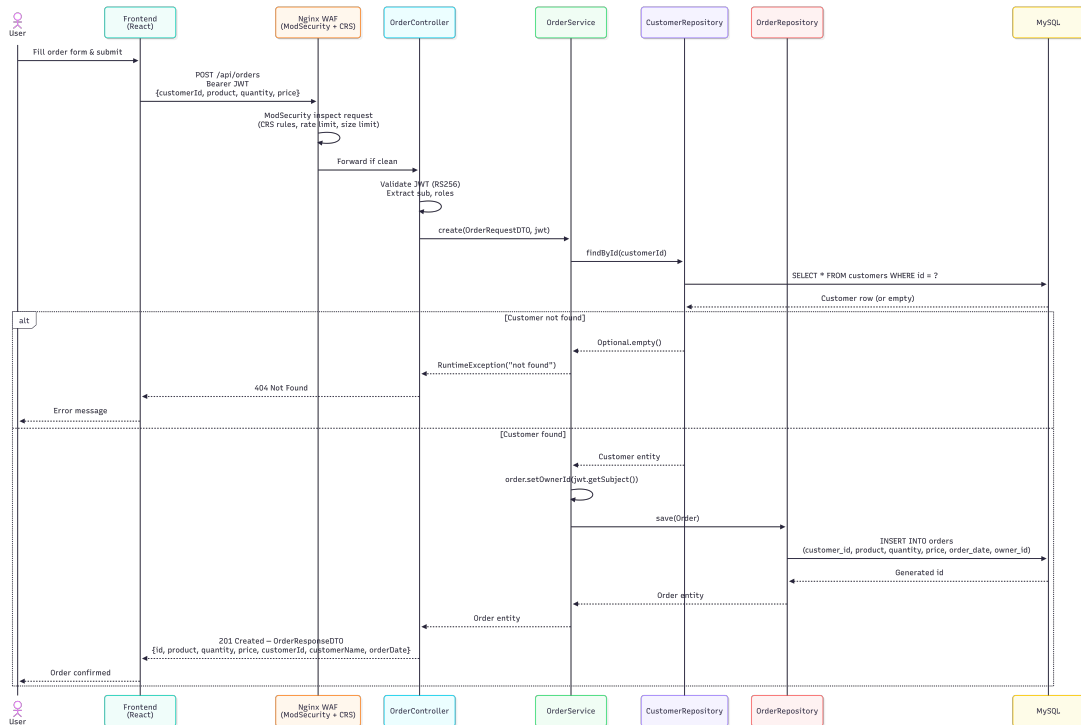 User
Frontend
(React)
Nginx WAF
(ModSecurity + CRS)
OrderController
OrderService
CustomerRepository
OrderRepository
MySQL
Fill order form & submit
POST /api/orders
Bearer JWT
{customerId, product, quantity, price}
ModSecurity inspect request
(CRS rules, rate limit, size limit)
Forward if clean
Validate JWT (RS256)
Extract sub, roles
create(OrderRequestDTO, jwt)
findById(customerId)
SELECT * FROM customers WHERE id = ?
Customer row (or empty)
alt
[Customer not found]
Optional.empty()
RuntimeException("not found")
404 Not Found
Error message
[Customer found]
Customer entity
order.setOwnerId(jwt.getSubject())
save(Order)
INSERT INTO orders
(customer_id, product, quantity, price, order_date, owner_id)
Generated id
Order entity
Order entity
201 Created – OrderResponseDTO
{id, product, quantity, price, customerId, customerName, orderDate}
Order confirmed
User
Frontend
(React)
Nginx WAF
(ModSecurity + CRS)
OrderController
OrderService
CustomerRepository
OrderRepository
MySQL